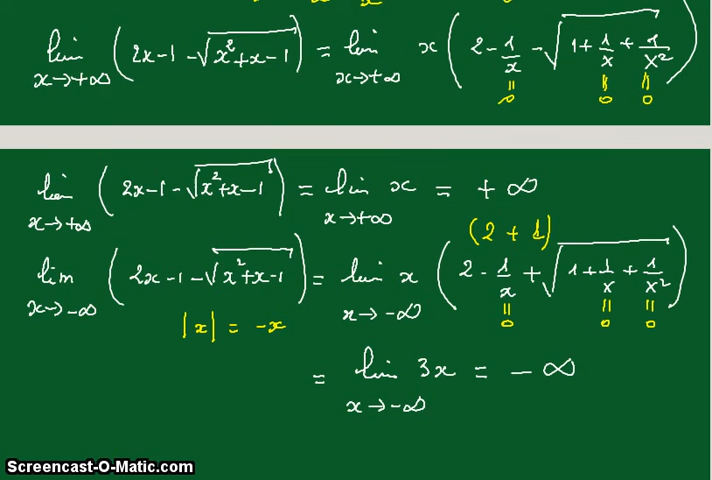 lim x→+∞ (2x-1-√(x²+x-1)) = lim x→+∞ x(2-1/x-√(1+1/x+1/x²))
0 0 0
lim x→+∞ (2x-1-√(x²+x-1)) = lim x→+∞ x = +∞
(2+1)
lim x→-∞ (2x-1-√(x²+x-1)) = lim x→-∞ x(2-1/x+√(1+1/x+1/x²))
|x| = -x 0 0 0
= lim x→-∞ 3x = -∞
Screencast-O-Matic.com